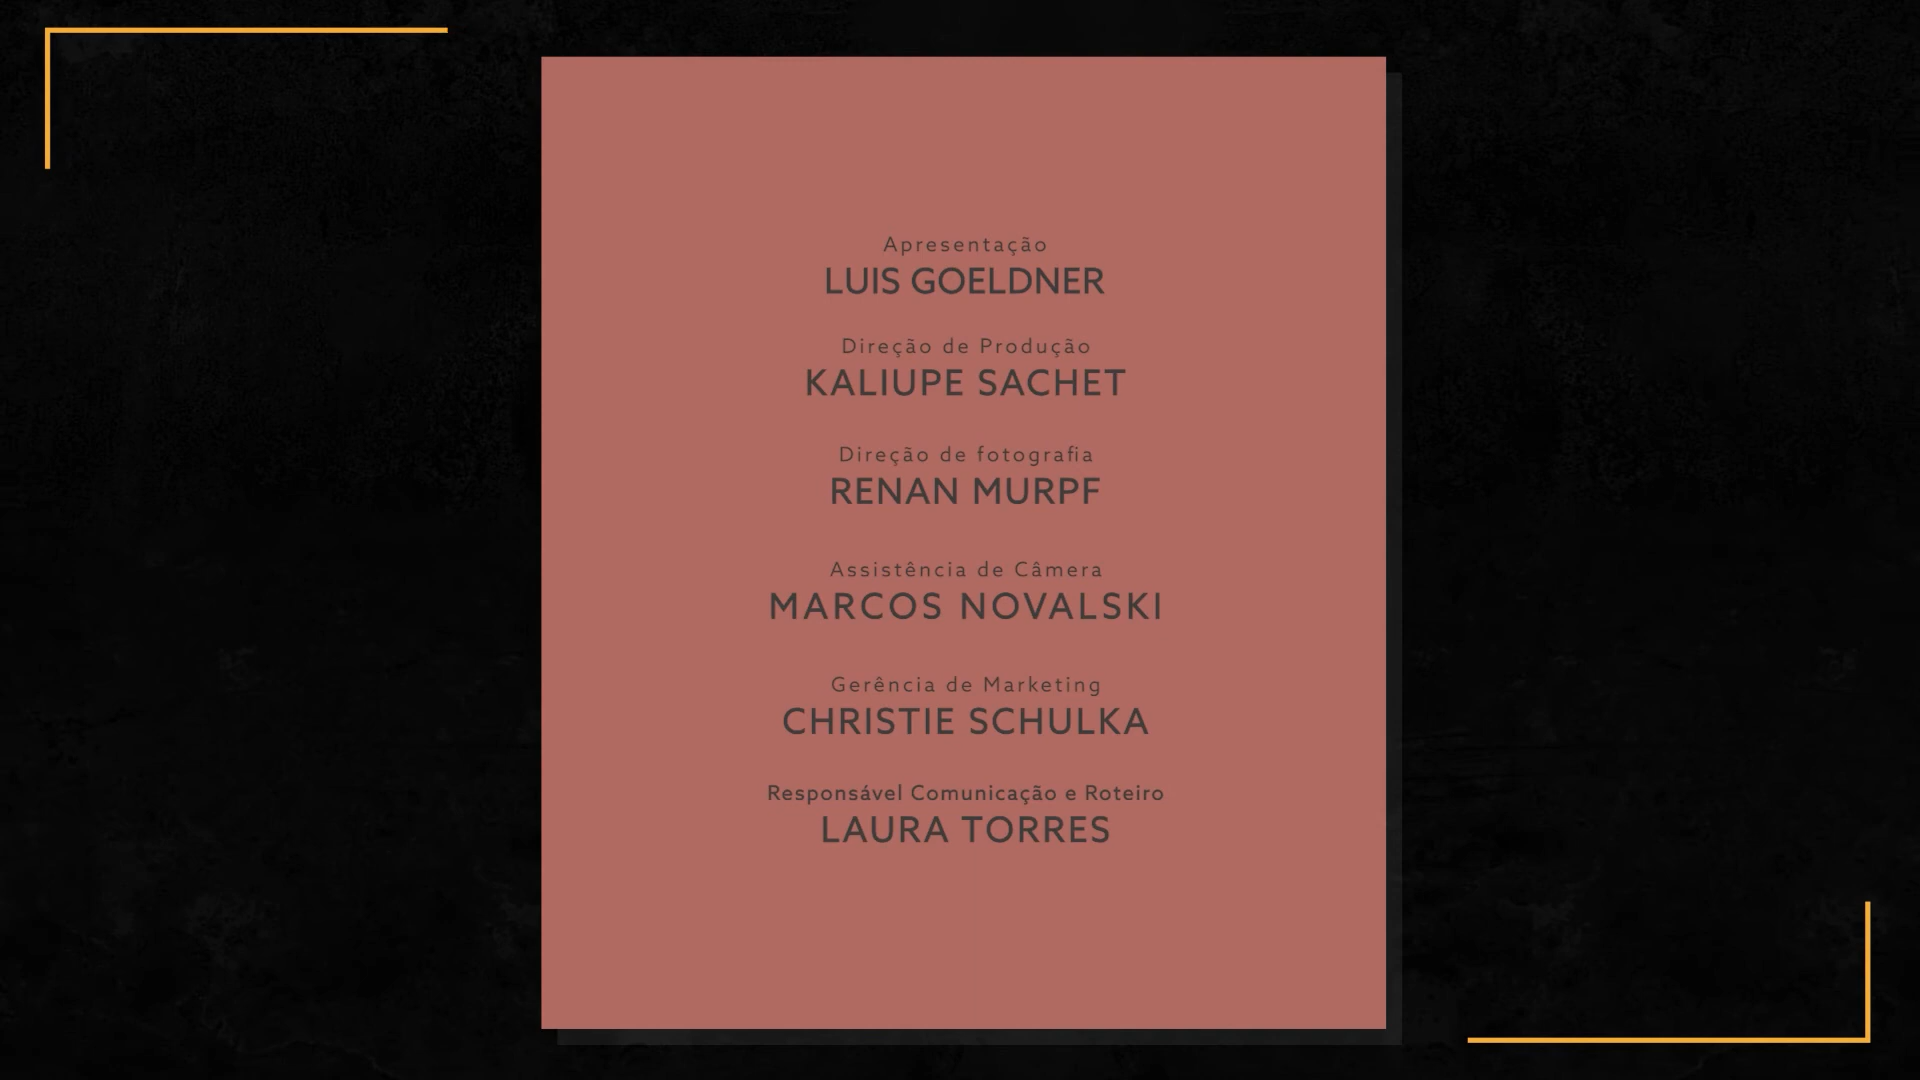 Apresentação
LUIS GOELDNER
Direção de Produção
KALIUPE SACHET
Direção de fotografia
RENAN MURPF
Assistência de Câmera
MARCOS NOVALSKI
Gerência de Marketing
CHRISTIE SCHULKA
Responsável Comunicação e Roteiro
LAURA TORRES